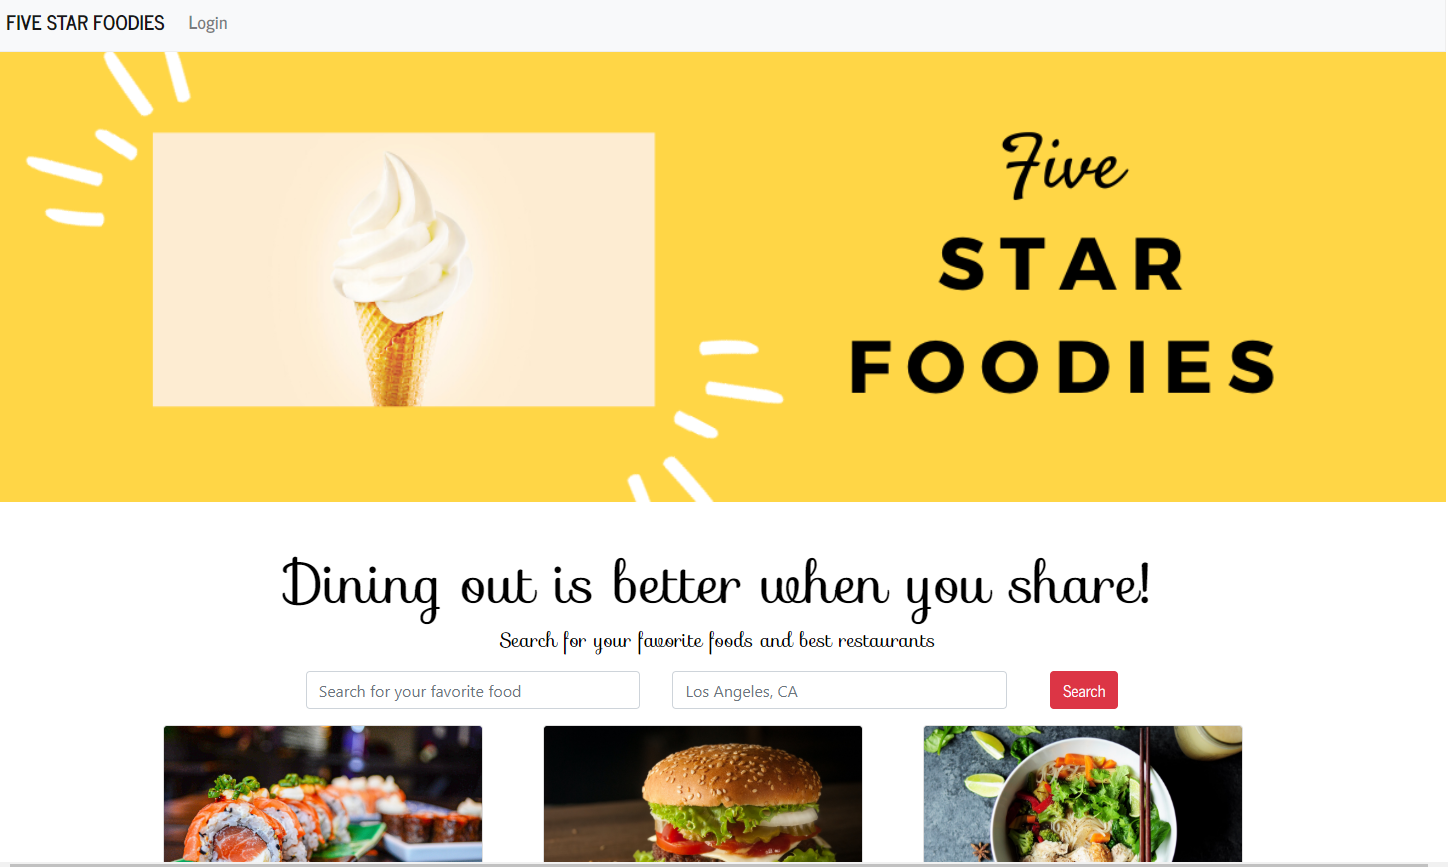 FIVE STAR FOODIES Login
Five
STAR
FOODIES
Dining out is better when you share!
Search for your favorite foods and best restaurants
Search for your favorite food Los Angeles, CA Search